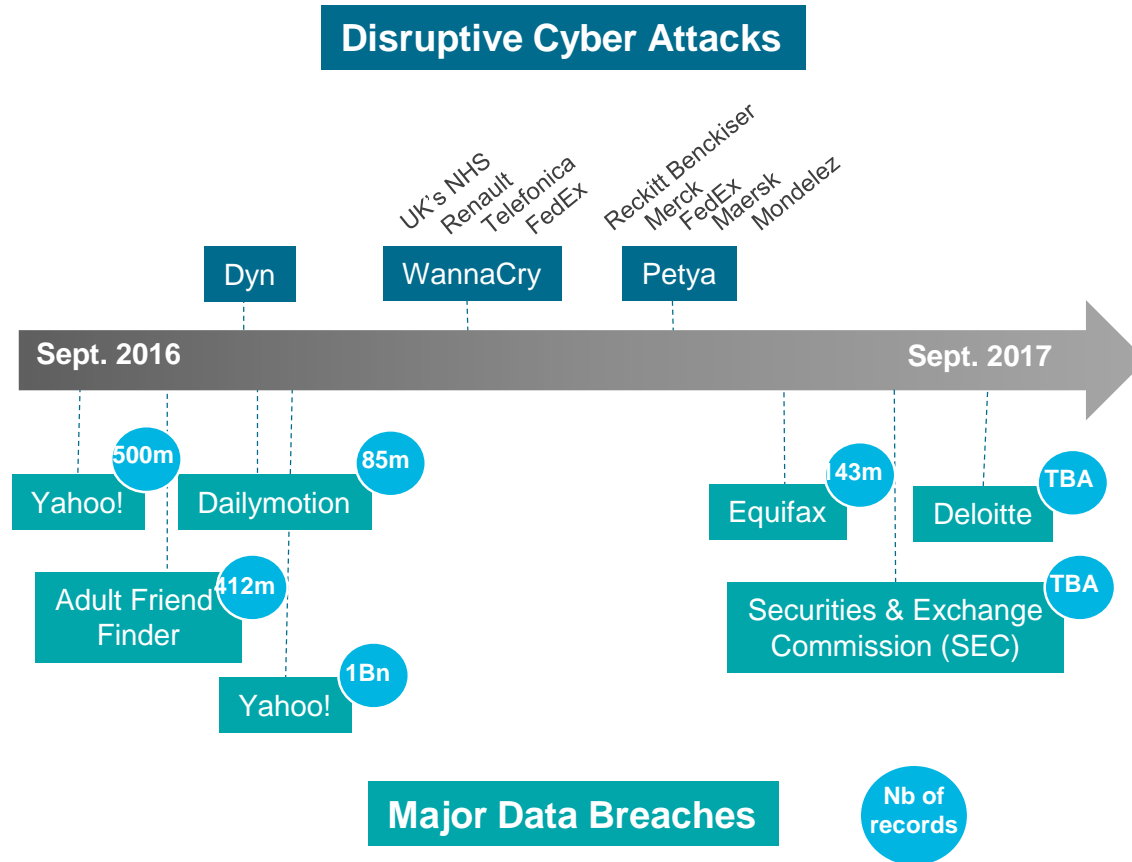 Disruptive Cyber Attacks
UK's NHS
Renault
Telefonica
FedEx
Reckitt Benckiser
Merck
FedEx
Maersk
Mondelez
Dyn
WannaCry
Petya
Sept. 2016
Sept. 2017
500m
Yahoo!
85m
Dailymotion
143m
Equifax
TBA
Deloitte
412m
Adult Friend
Finder
TBA
Securities & Exchange
Commission (SEC)
1Bn
Yahoo!
Major Data Breaches
Nb of
records